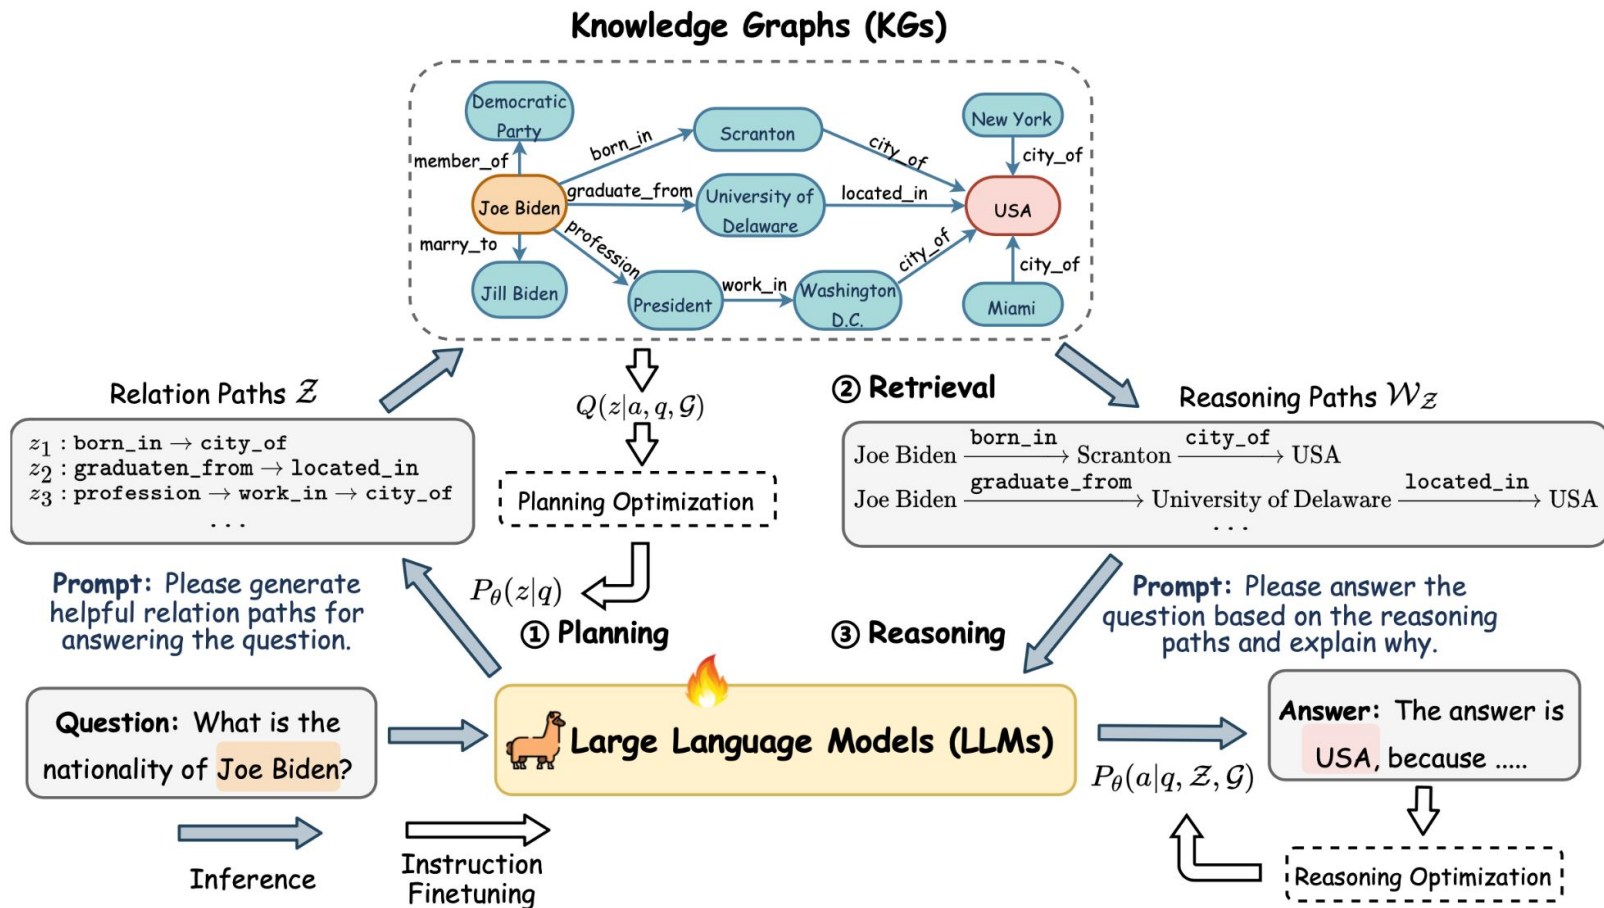 Knowledge Graphs (KGs)
Democratic
Party
member_of
Joe Biden
marry_to
Jill Biden
born_in
Scranton
city_of
graduate_from
University of
Delaware
located_in
profession
President
work_in
Washington
D.C.
city_of
New York
city_of
USA
city_of
Miami
Relation Paths 𝒵
z₁ : born_in → city_of
z₂ : graduaten_from → located_in
z₃ : profession → work_in → city_of
...
Q(z|a, q, 𝒢)
Planning Optimization
P_θ(z|q)
② Retrieval
Reasoning Paths 𝒲_𝒵
born_in city_of
Joe Biden → Scranton → USA
graduate_from located_in
Joe Biden → University of Delaware → USA
...
Prompt: Please generate
helpful relation paths for
answering the question.
① Planning
③ Reasoning
Prompt: Please answer the
question based on the reasoning
paths and explain why.
Question: What is the
nationality of Joe Biden?
Large Language Models (LLMs)
P_θ(a|q, 𝒵, 𝒢)
Answer: The answer is
USA, because .....
Inference
Instruction
Finetuning
Reasoning Optimization